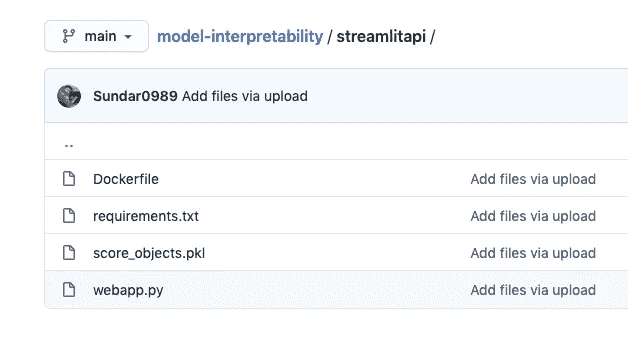 main model-interpretability / streamlitapi /
Sundar0989 Add files via upload
..
Dockerfile Add files via upload
requirements.txt Add files via upload
score_objects.pkl Add files via upload
webapp.py Add files via upload